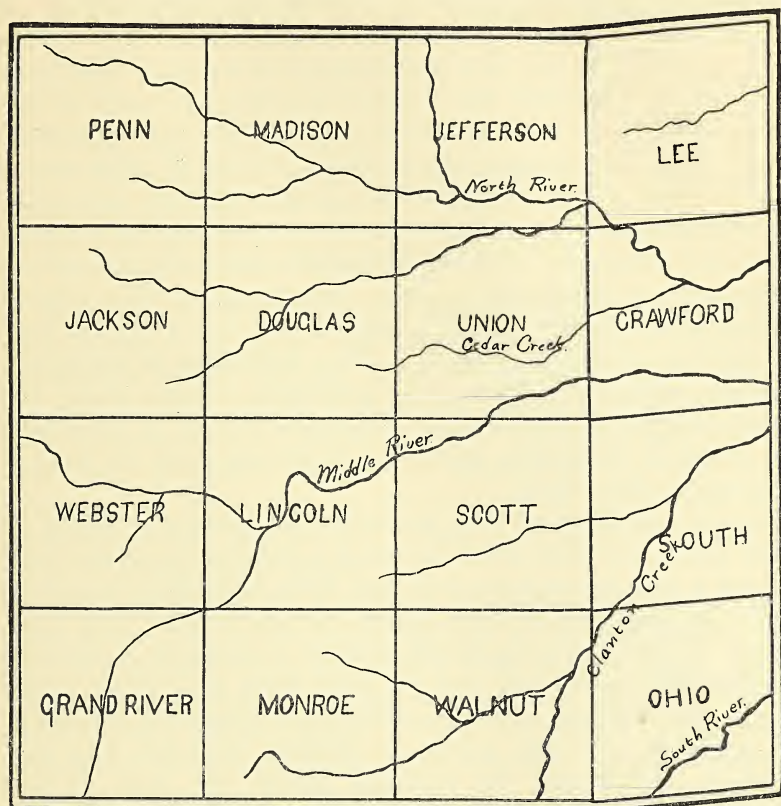 PENN
MADISON
JEFFERSON
LEE
North River.
JACKSON
DOUGLAS
UNION
CRAWFORD
Cedar Creek.
Middle River
WEBSTER
LINCOLN
SCOTT
SOUTH
Clanton Creek
GRAND RIVER
MONROE
WALNUT
OHIO
South River.